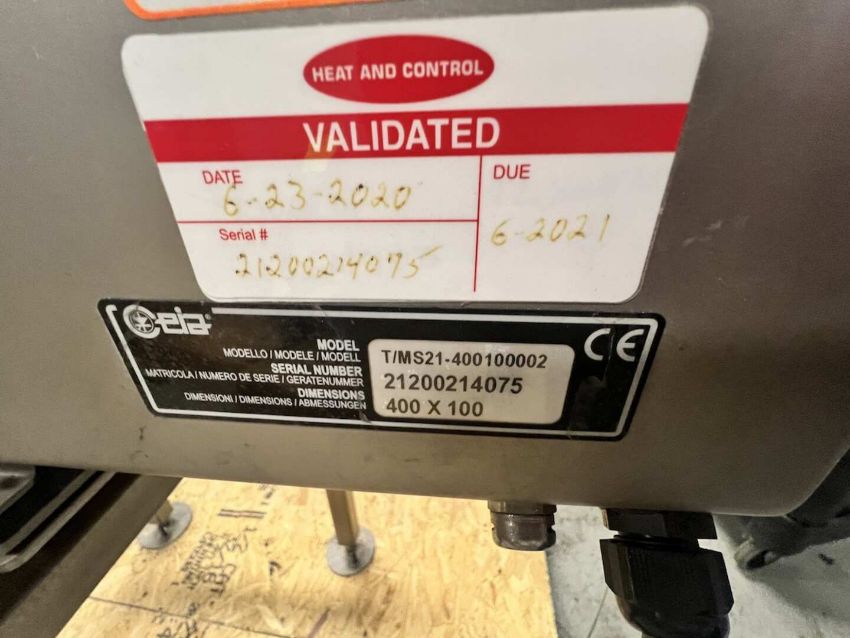 HEAT AND CONTROL
VALIDATED
DATE
6-23-2020
DUE
6-2021
Serial #
21200214075
ceia
MODEL
MODELLO / MODELE / MODELL
T/MS21-400100002
SERIAL NUMBER
MATRICOLA / NUMERO DE SERIE / GERATENUMMER
21200214075
DIMENSIONS
DIMENSIONI / DIMENSIONS / ABMESSUNGEN
400 X 100
CE